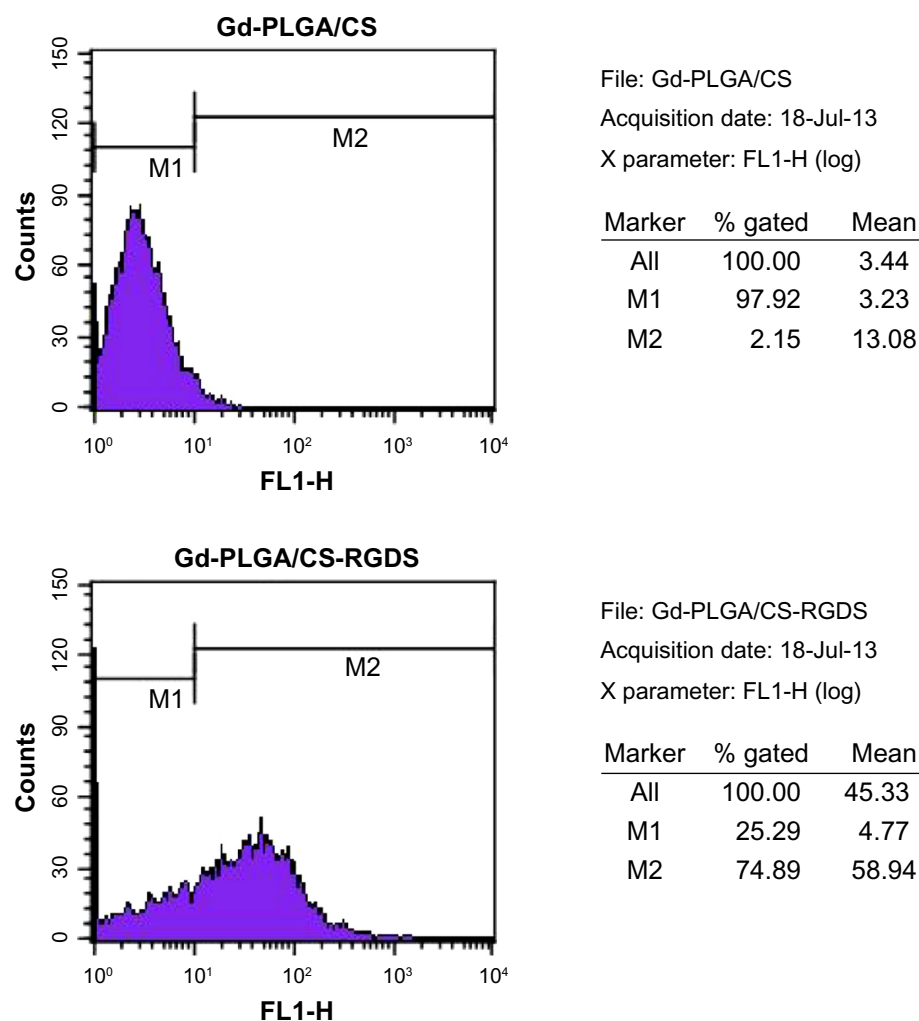 Gd-PLGA/CS
150
120
90
60
30
0
Counts
M1
M2
10⁰ 10¹ 10² 10³ 10⁴
FL1-H
File: Gd-PLGA/CS
Acquisition date: 18-Jul-13
X parameter: FL1-H (log)
Marker % gated Mean
All 100.00 3.44
M1 97.92 3.23
M2 2.15 13.08
Gd-PLGA/CS-RGDS
150
120
90
60
30
0
Counts
M1
M2
10⁰ 10¹ 10² 10³ 10⁴
FL1-H
File: Gd-PLGA/CS-RGDS
Acquisition date: 18-Jul-13
X parameter: FL1-H (log)
Marker % gated Mean
All 100.00 45.33
M1 25.29 4.77
M2 74.89 58.94